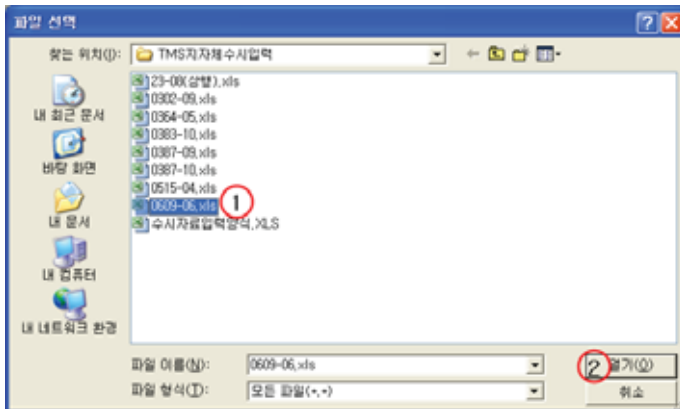 파일 선택
찾는 위치(I): TMS지자체수시입력
23-08(삼행),xls
0302-09,xls
0364-05,xls
0383-10,xls
0387-09,xls
0387-10,xls
0515-04,xls
0609-06,xls 1
수시자료입력양식,XLS
내 최근 문서
바탕 화면
내 문서
내 컴퓨터
내 네트워크 환경
파일 이름(N): 0609-06,xls 2 열기(O)
파일 형식(T): 모든 파일(*,*) 취소